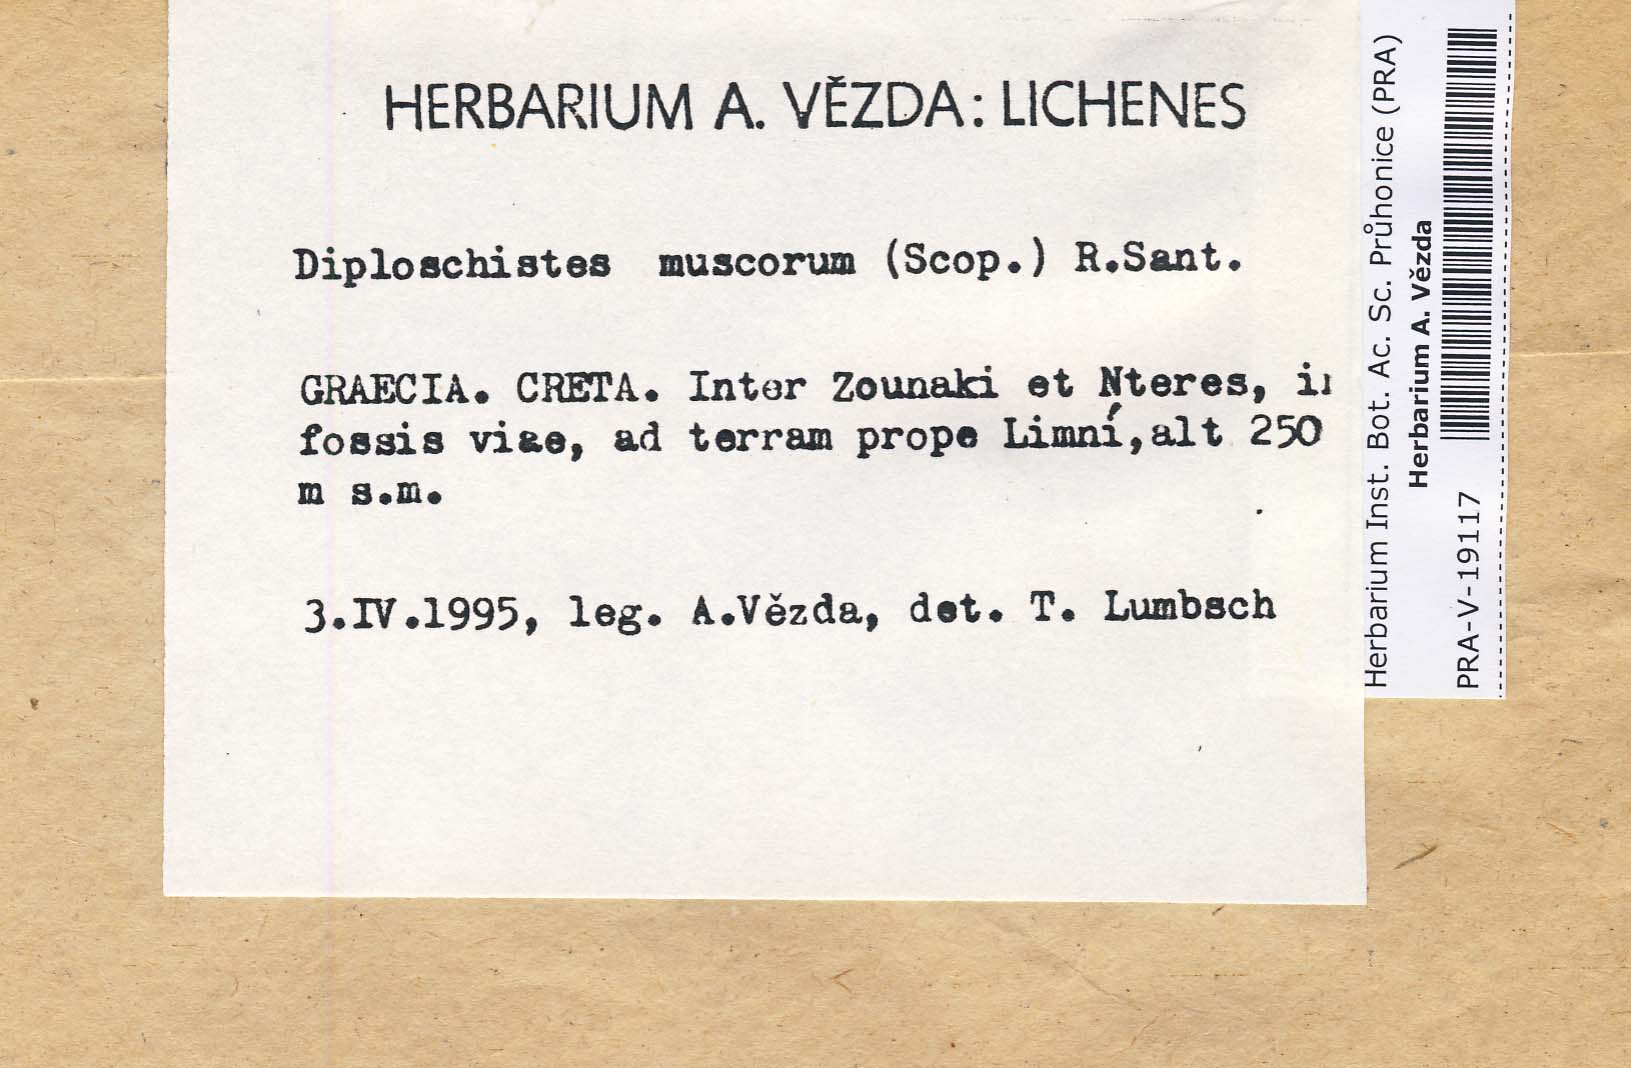 HERBARIUM A. VĚZDA: LICHENES
Diploschistes muscorum (Scop.) R.Sant.
GRAECIA. CRETA. Inter Zounaki et Nteres, in
fossis viae, ad terram prope Limní,alt 250
m s.m.
3.IV.1995, leg. A.Vězda, det. T. Lumbsch
Herbarium Inst. Bot. Ac. Sc. Průhonice (PRA)
Herbarium A. Vězda
PRA-V-19117